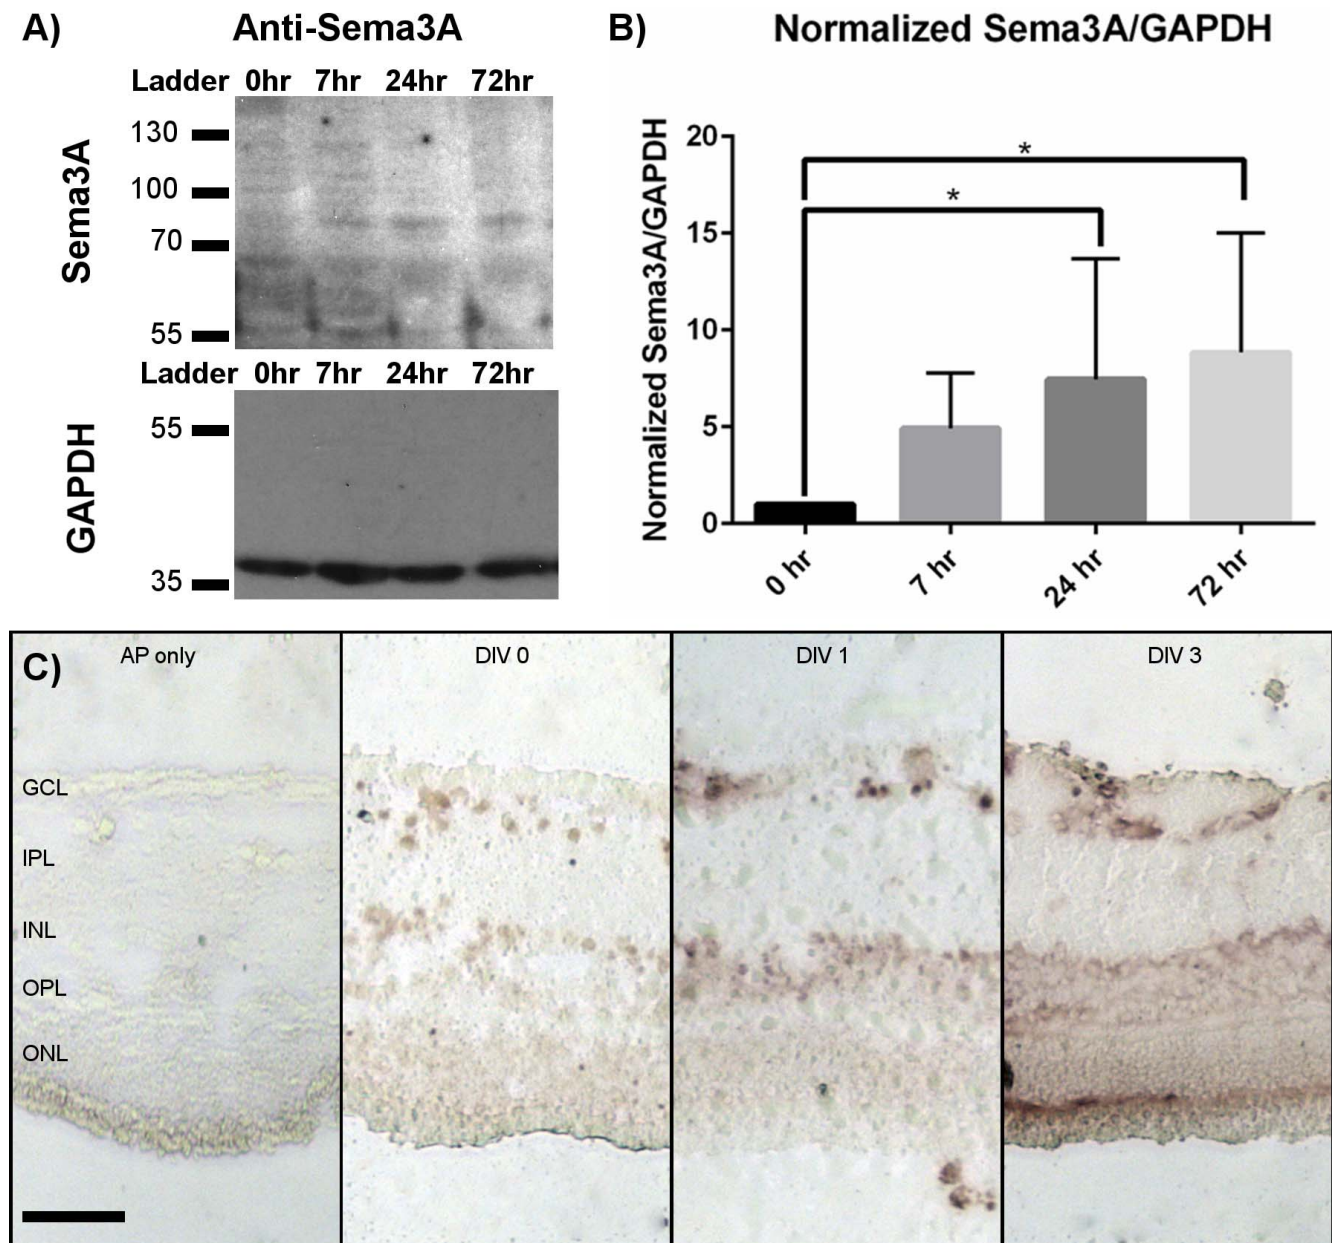 A)
Anti-Sema3A
Ladder 0hr 7hr 24hr 72hr
Sema3A
130
100
70
55
Ladder 0hr 7hr 24hr 72hr
GAPDH
55
35
B)
Normalized Sema3A/GAPDH
Normalized Sema3A/GAPDH
20
15
10
5
0
*
*
0 hr
7 hr
24 hr
72 hr
C)
AP only
DIV 0
DIV 1
DIV 3
GCL
IPL
INL
OPL
ONL